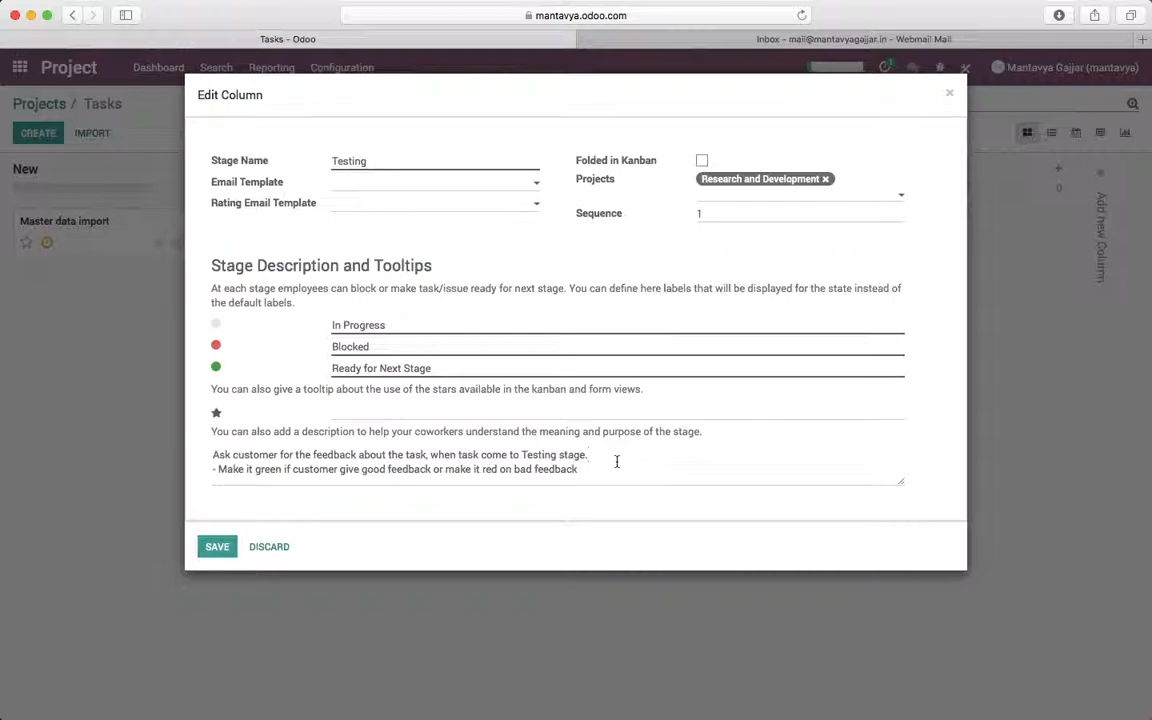 mantavya.odoo.com
Tasks – Odoo
Inbox – mail@mantavyagajjar.in – Webmail Mail
Project
Dashboard
Search
Reporting
Configuration
Mantavya Gajjar (mantavya)
Projects / Tasks
CREATE
IMPORT
New
Master data import
0
Add new Column
Edit Column
Stage Name
Testing
Folded in Kanban
Email Template
Projects
Research and Development
Rating Email Template
Sequence
1
Stage Description and Tooltips
At each stage employees can block or make task/issue ready for next stage. You can define here labels that will be displayed for the state instead of
the default labels.
In Progress
Blocked
Ready for Next Stage
You can also give a tooltip about the use of the stars available in the kanban and form views.
You can also add a description to help your coworkers understand the meaning and purpose of the stage.
Ask customer for the feedback about the task, when task come to Testing stage.
- Make it green if customer give good feedback or make it red on bad feedback
SAVE
DISCARD